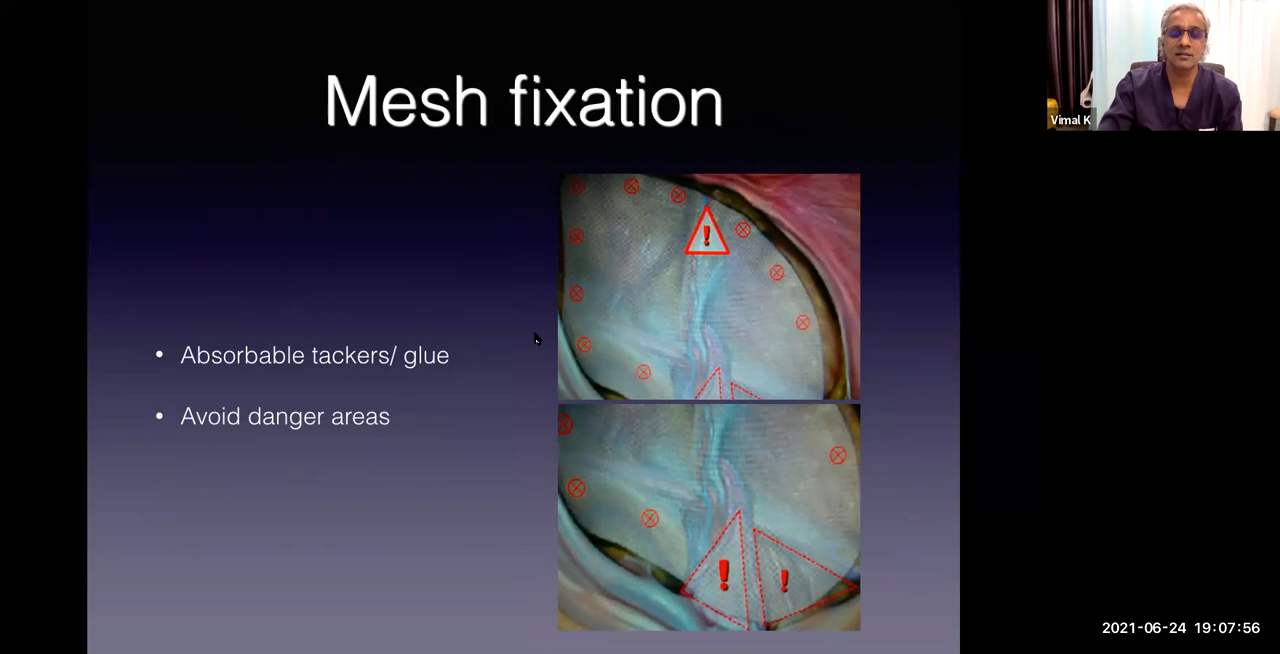 Mesh fixation
• Absorbable tackers/ glue
• Avoid danger areas
!
!
!
Vimal K
2021-06-24 19:07:56